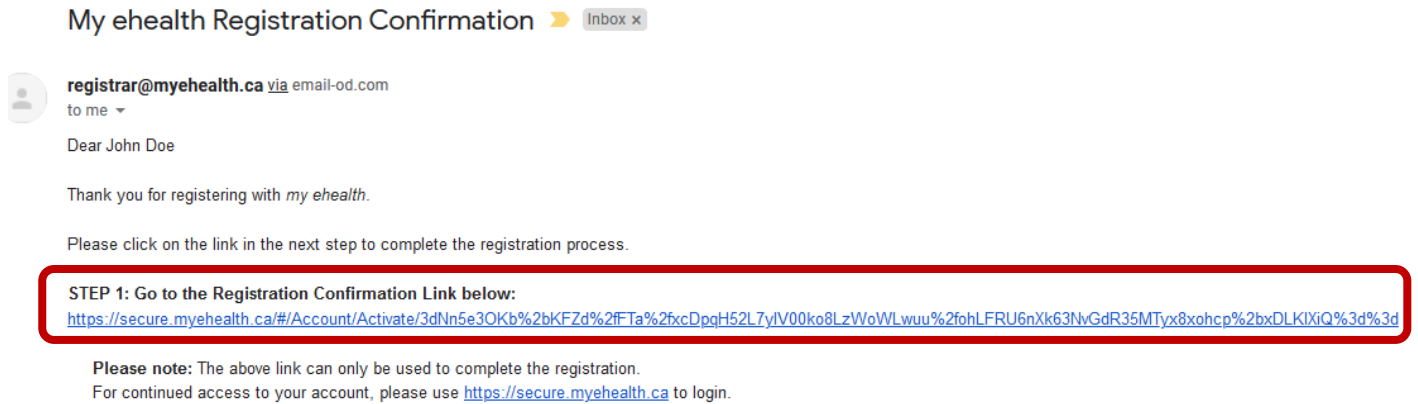 My ehealth Registration Confirmation Inbox x
registrar@myehealth.ca via email-od.com
to me
Dear John Doe
Thank you for registering with my ehealth.
Please click on the link in the next step to complete the registration process.
STEP 1: Go to the Registration Confirmation Link below:
https://secure.myehealth.ca/#/Account/Activate/3dNn5e3OKb%2bKFZd%2fFTa%2fxcDpqH52L7yIV00ko8LzWoWLwuu%2fohLFRU6nXk63NvGdR35MTyx8xohcp%2bxDLKIXiQ%3d%3d
Please note: The above link can only be used to complete the registration.
For continued access to your account, please use https://secure.myehealth.ca to login.